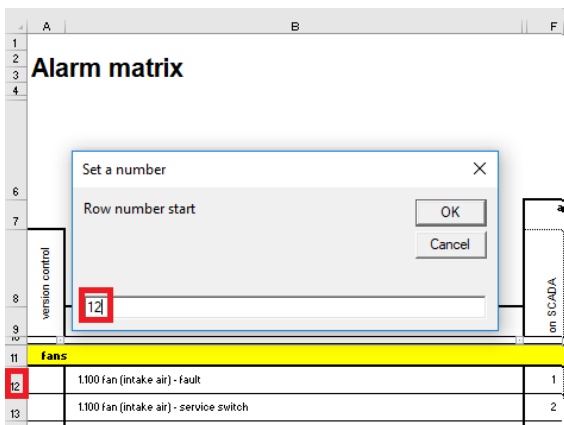 A B F
1
2
3
4
Alarm matrix
Set a number
Row number start
OK
Cancel
12
6
7
8
9
version control
on SCADA
11 fans
12 1.100 fan (intake air) - fault 1
13 1.100 fan (intake air) - service switch 2